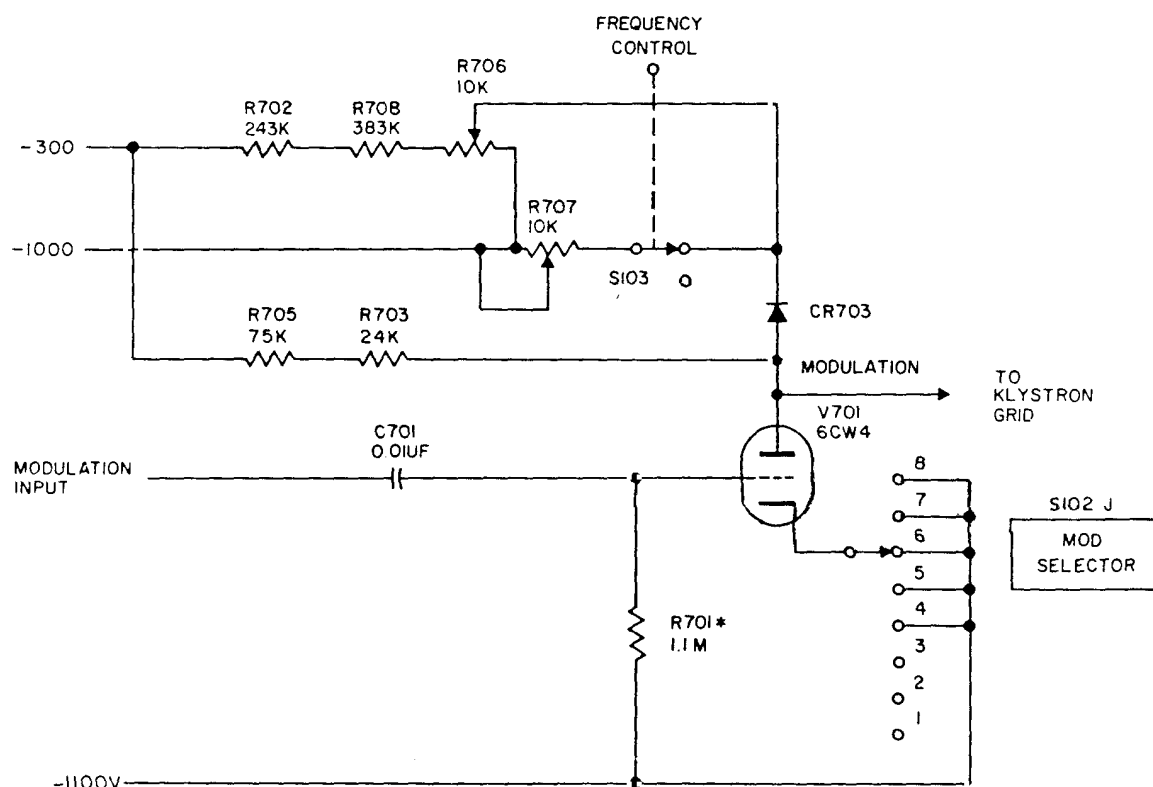 FREQUENCY
CONTROL
R706
10K
R702
243K
R708
383K
-300
R707
10K
-1000
S103
R705
75K
R703
24K
CR703
MODULATION
TO
KLYSTRON
GRID
V701
6CW4
C701
0.01UF
MODULATION
INPUT
8
7
6
5
4
3
2
1
S102 J
MOD
SELECTOR
R701*
1.1M
-1100V